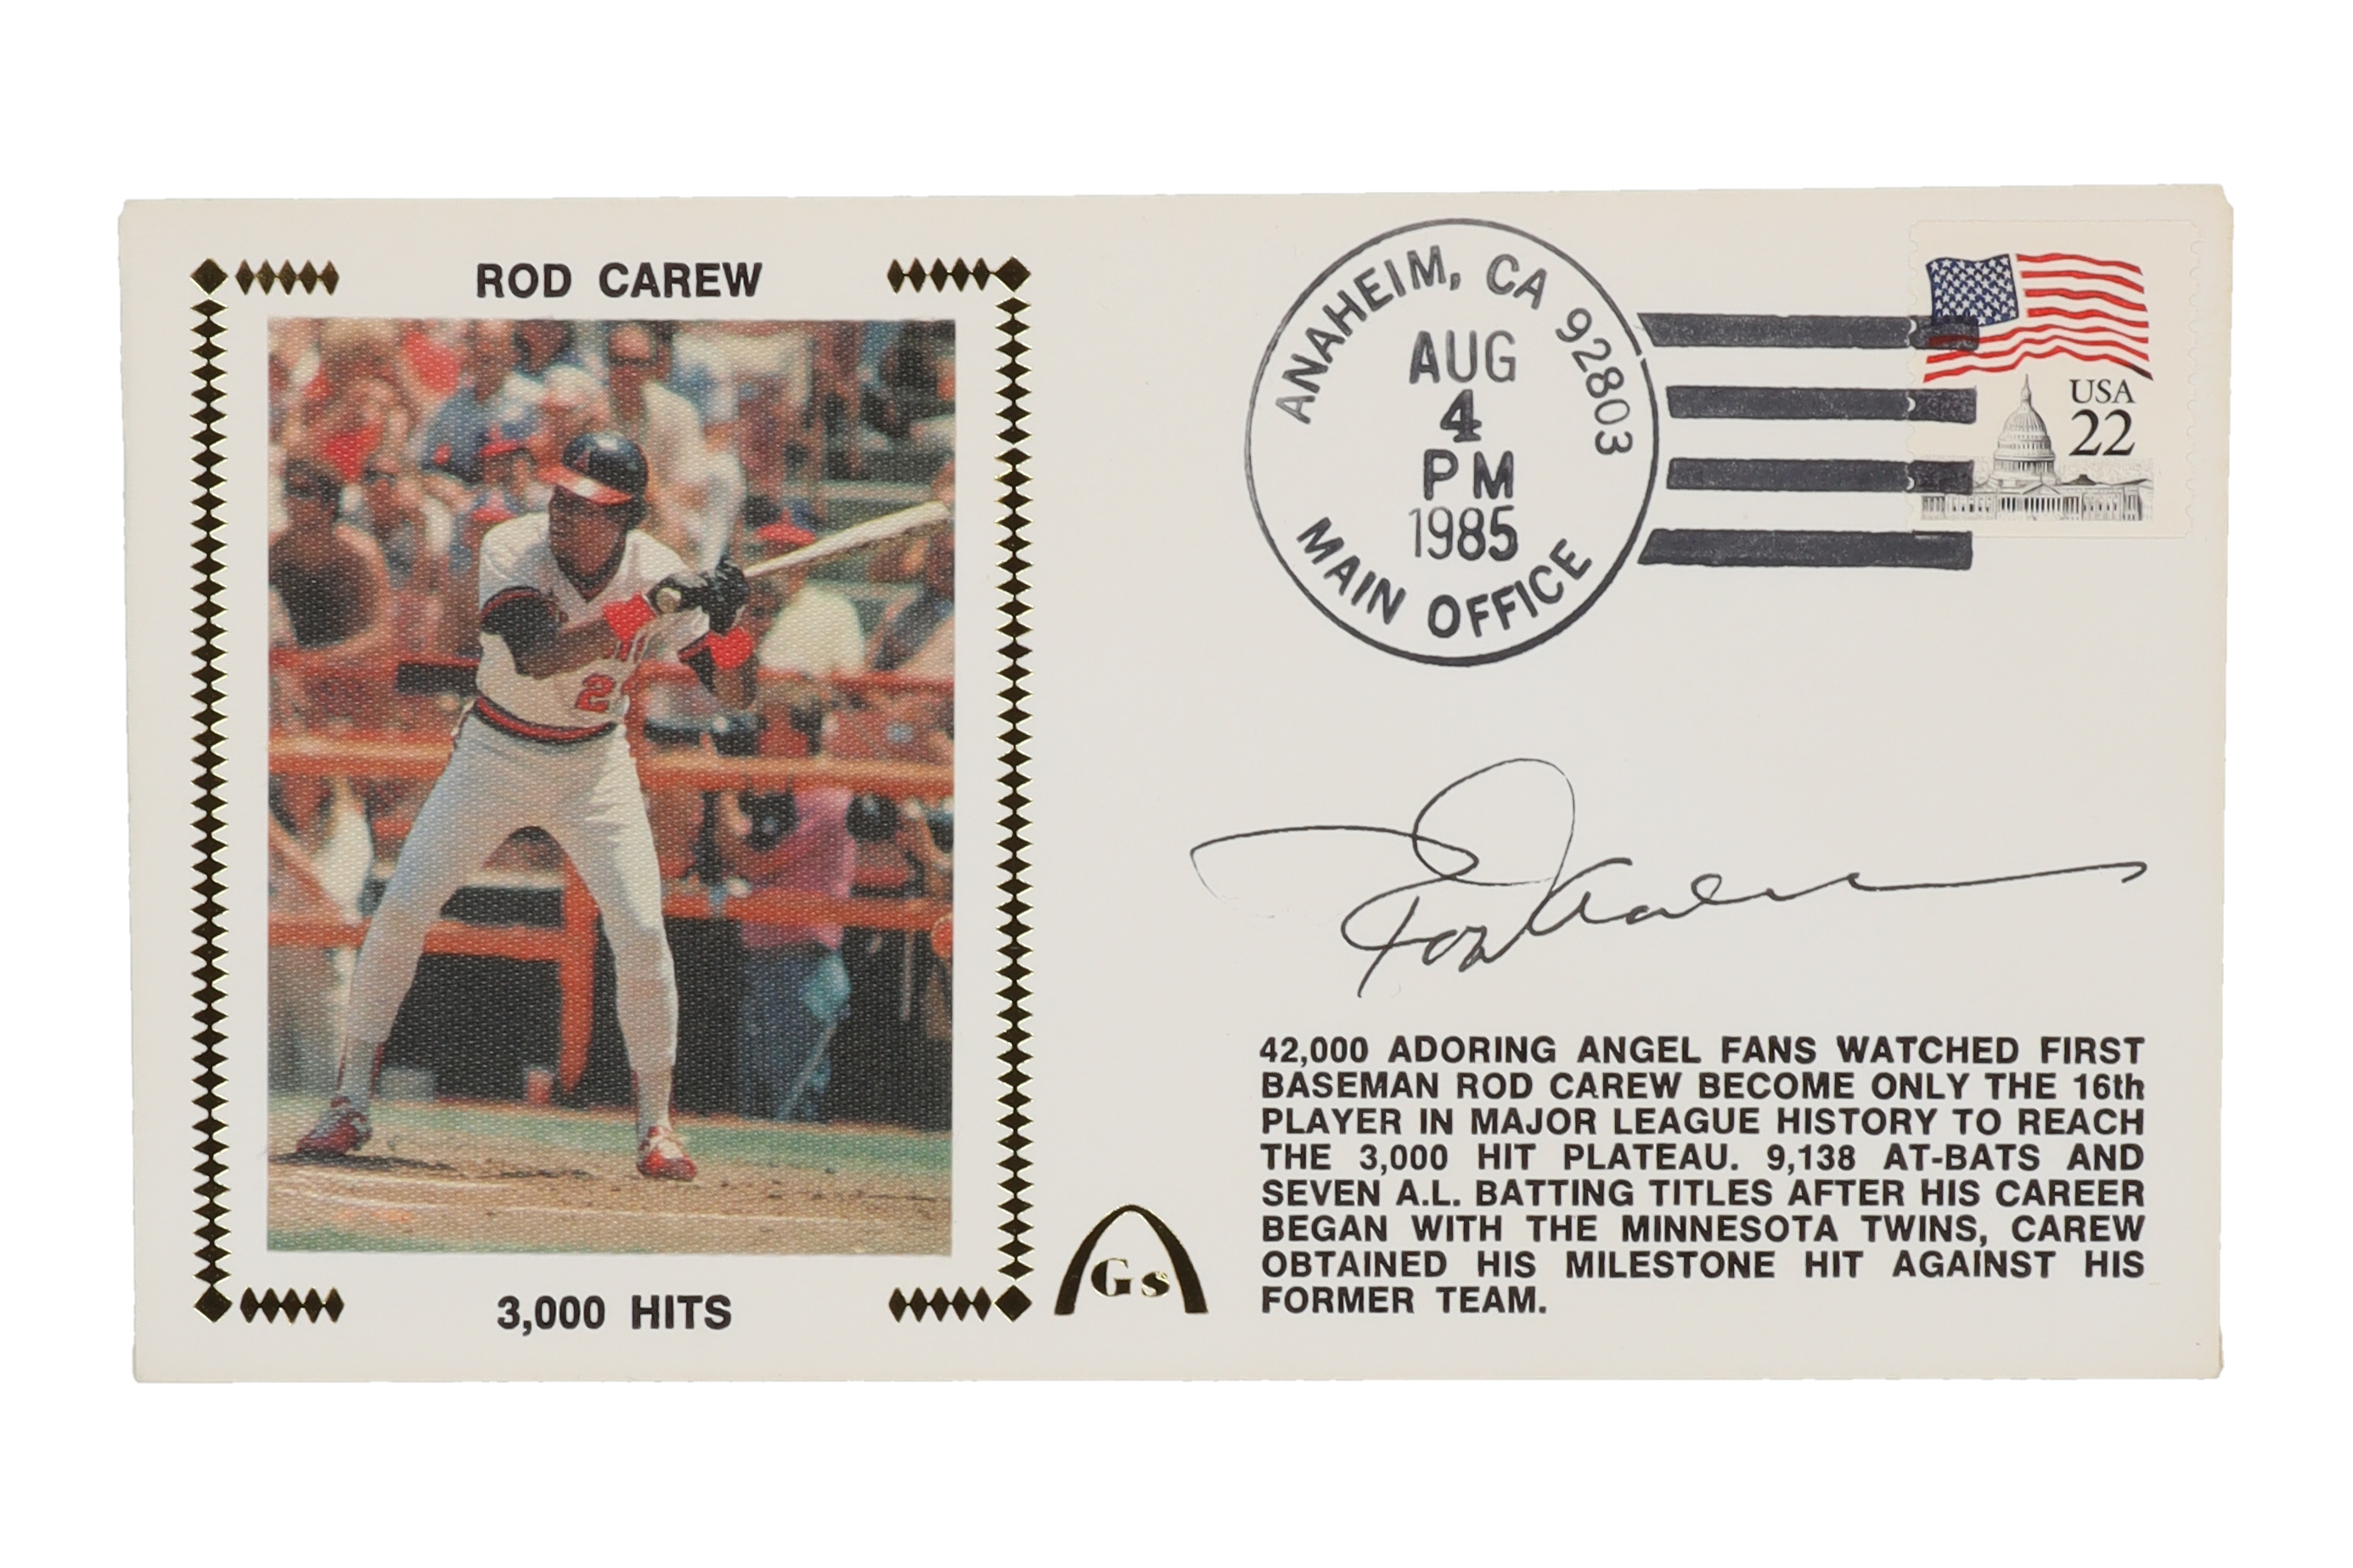 ROD CAREW
3,000 HITS
ANAHEIM, CA 92803
AUG
4
PM
1985
MAIN OFFICE
USA
22
Rod Carew
42,000 ADORING ANGEL FANS WATCHED FIRST
BASEMAN ROD CAREW BECOME ONLY THE 16th
PLAYER IN MAJOR LEAGUE HISTORY TO REACH
THE 3,000 HIT PLATEAU. 9,138 AT-BATS AND
SEVEN A.L. BATTING TITLES AFTER HIS CAREER
BEGAN WITH THE MINNESOTA TWINS, CAREW
OBTAINED HIS MILESTONE HIT AGAINST HIS
FORMER TEAM.
Gs
2